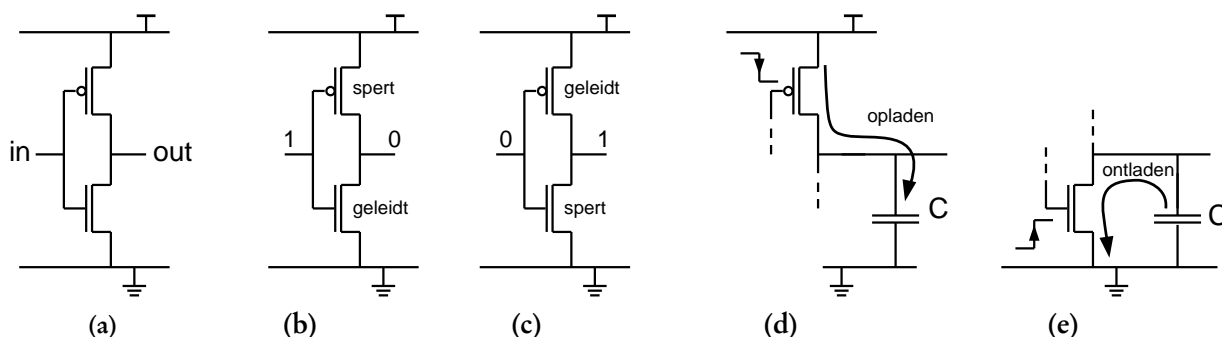 in
out
(a)
1
0
spert
geleidt
(b)
0
1
geleidt
spert
(c)
opladen
C
(d)
ontladen
C
(e)